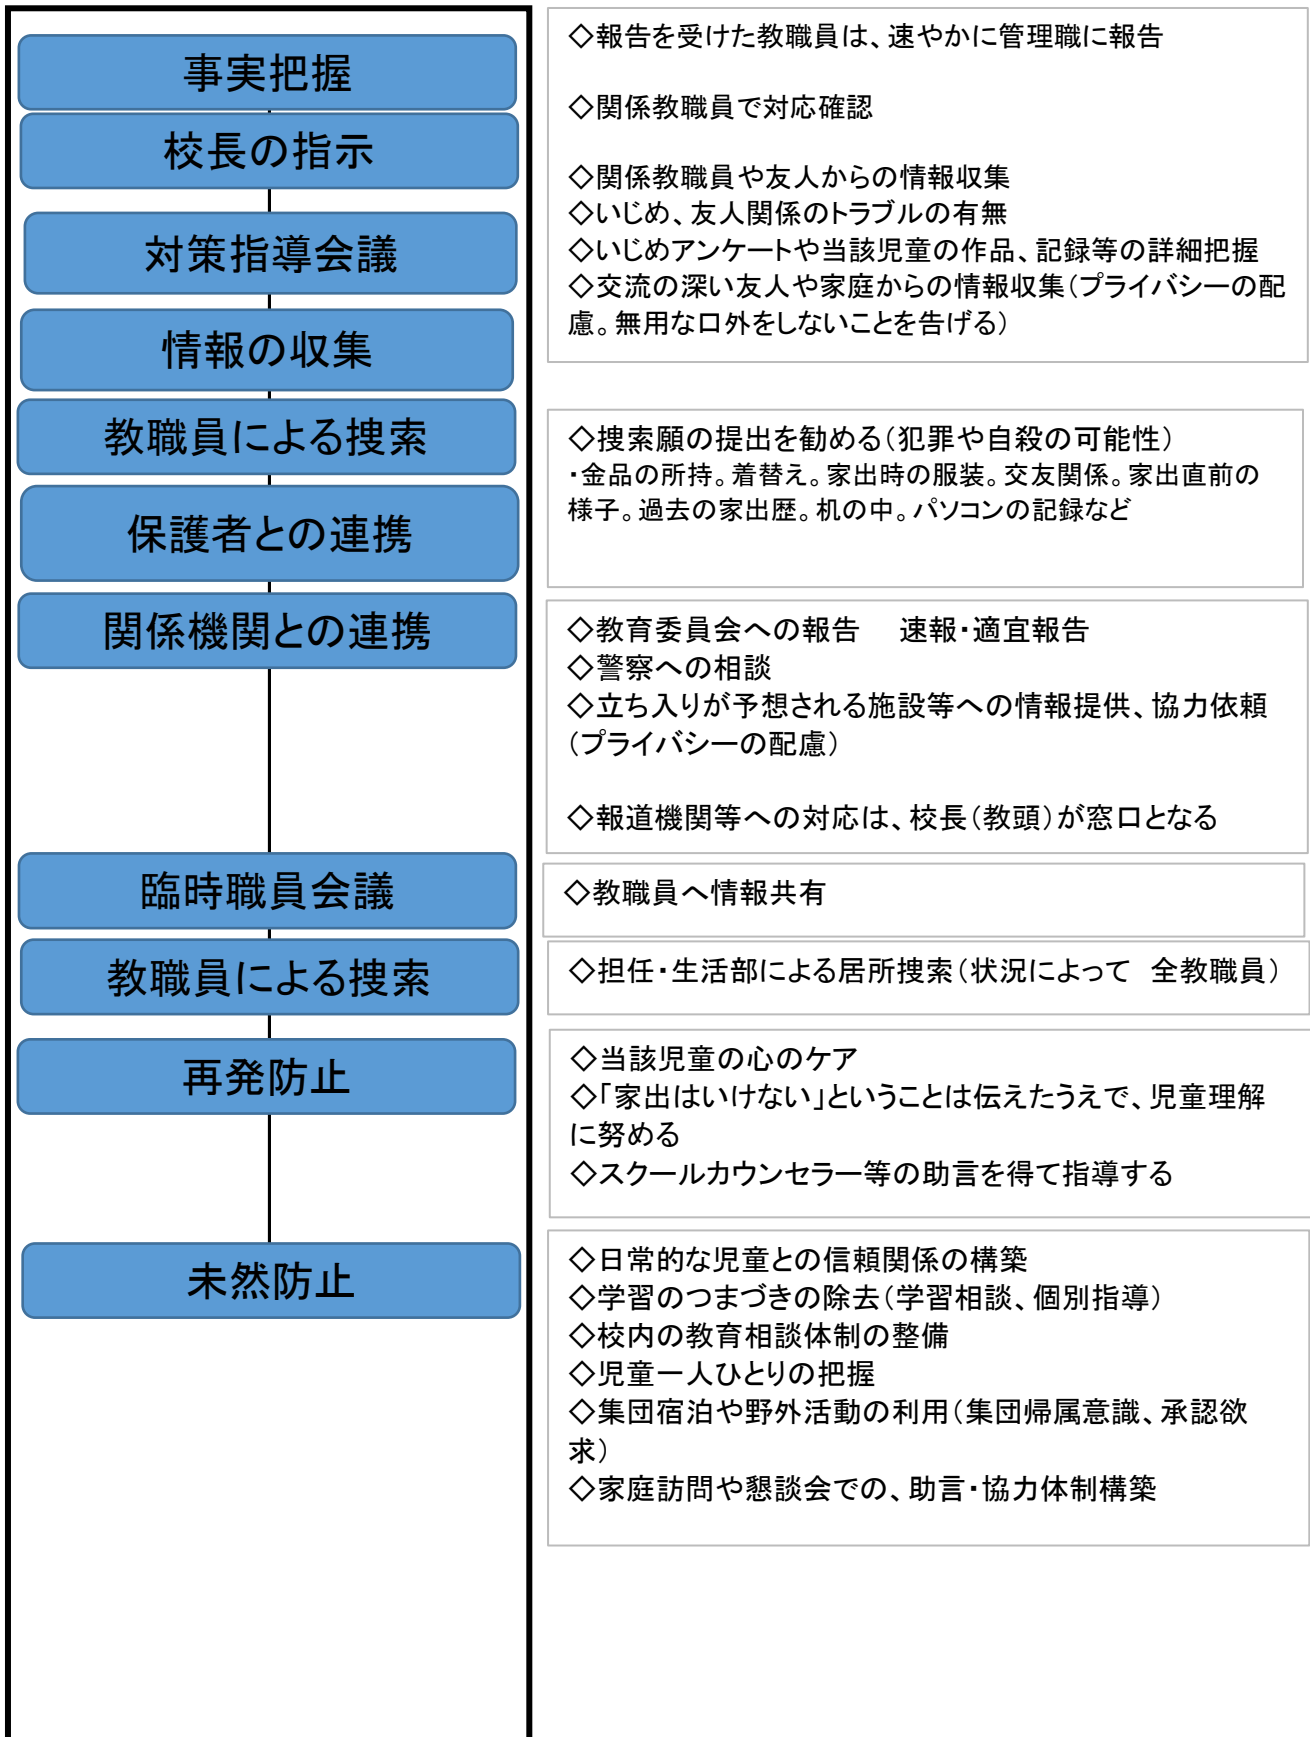 事実把握
校長の指示
対策指導会議
情報の収集
◇報告を受けた教職員は、速やかに管理職に報告
◇関係教職員で対応確認
◇関係教職員や友人からの情報収集
◇いじめ、友人関係のトラブルの有無
◇いじめアンケートや当該児童の作品、記録等の詳細把握
◇交流の深い友人や家庭からの情報収集(プライバシーの配
慮。無用な口外をしないことを告げる)
教職員による捜索
保護者との連携
◇捜索願の提出を勧める(犯罪や自殺の可能性)
・金品の所持。着替え。家出時の服装。交友関係。家出直前の
様子。過去の家出歴。机の中。パソコンの記録など
関係機関との連携
◇教育委員会への報告　速報・適宜報告
◇警察への相談
◇立ち入りが予想される施設等への情報提供、協力依頼
(プライバシーの配慮)
◇報道機関等への対応は、校長(教頭)が窓口となる
臨時職員会議
◇教職員へ情報共有
教職員による捜索
◇担任・生活部による居所捜索(状況によって　全教職員)
再発防止
◇当該児童の心のケア
◇「家出はいけない」ということは伝えたうえで、児童理解
に努める
◇スクールカウンセラー等の助言を得て指導する
未然防止
◇日常的な児童との信頼関係の構築
◇学習のつまづきの除去(学習相談、個別指導)
◇校内の教育相談体制の整備
◇児童一人ひとりの把握
◇集団宿泊や野外活動の利用(集団帰属意識、承認欲
求)
◇家庭訪問や懇談会での、助言・協力体制構築